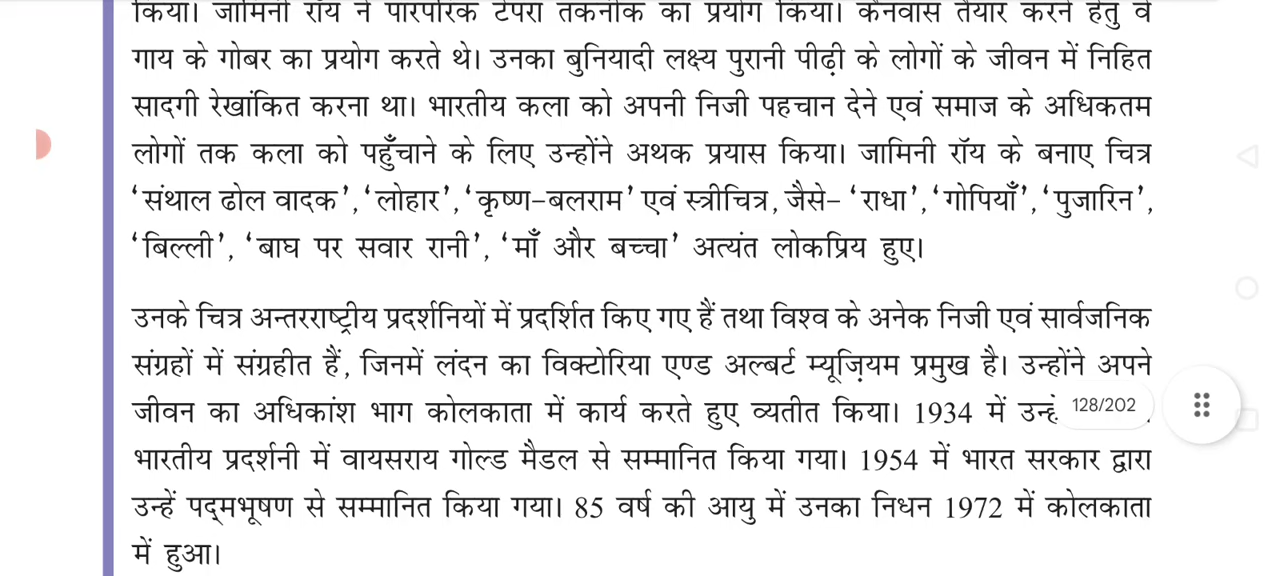 किया। जामिनी रॉय ने पारंपरिक टेंपरा तकनीक का प्रयोग किया। कैनवास तैयार करने हेतु वे
गाय के गोबर का प्रयोग करते थे। उनका बुनियादी लक्ष्य पुरानी पीढ़ी के लोगों के जीवन में निहित
सादगी रेखांकित करना था। भारतीय कला को अपनी निजी पहचान देने एवं समाज के अधिकतम
लोगों तक कला को पहुँचाने के लिए उन्होंने अथक प्रयास किया। जामिनी रॉय के बनाए चित्र
‘संथाल ढोल वादक’, ‘लोहार’, ‘कृष्ण–बलराम’ एवं स्त्रीचित्र, जैसे– ‘राधा’, ‘गोपियाँ’, ‘पुजारिन’,
‘बिल्ली’, ‘बाघ पर सवार रानी’, ‘माँ और बच्चा’ अत्यंत लोकप्रिय हुए।
उनके चित्र अन्तरराष्ट्रीय प्रदर्शनियों में प्रदर्शित किए गए हैं तथा विश्व के अनेक निजी एवं सार्वजनिक
संग्रहों में संग्रहीत हैं, जिनमें लंदन का विक्टोरिया एण्ड अल्बर्ट म्यूज़ियम प्रमुख है। उन्होंने अपने
जीवन का अधिकांश भाग कोलकाता में कार्य करते हुए व्यतीत किया। 1934 में 128/202
भारतीय प्रदर्शनी में वायसराय गोल्ड मैडल से सम्मानित किया गया। 1954 में भारत सरकार द्वारा
उन्हें पद्मभूषण से सम्मानित किया गया। 85 वर्ष की आयु में उनका निधन 1972 में कोलकाता
में हुआ।